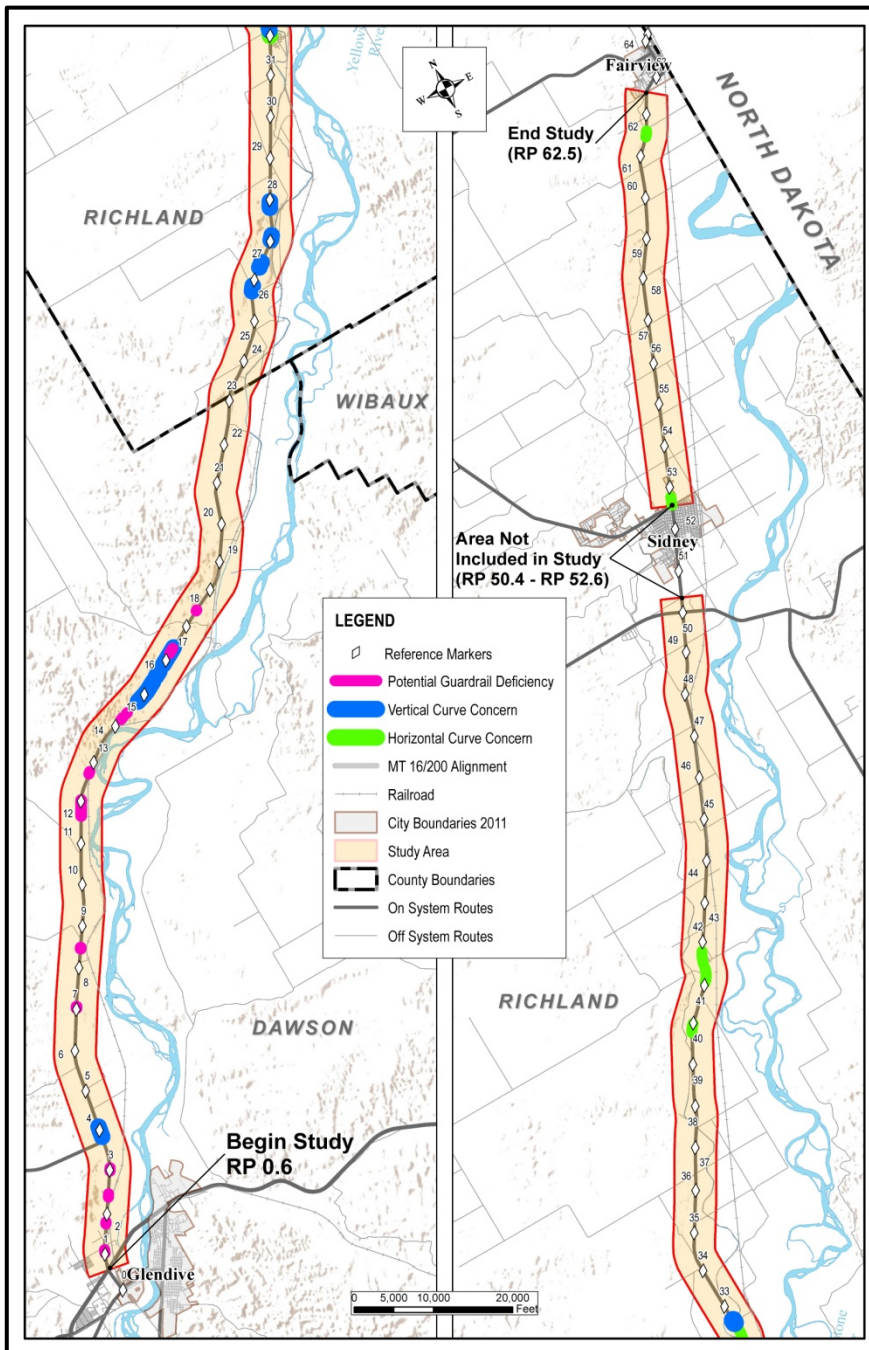 Yellow
River
N
E
W
S
31
30
29
28
RICHLAND
27
26
25
24
23
WIBAUX
22
21
20
19
18
17
16
15
14
13
12
11
10
9
8
7
DAWSON
6
5
4
Begin Study
RP 0.6
3
2
1
0
Glendive
LEGEND
Reference Markers
Potential Guardrail Deficiency
Vertical Curve Concern
Horizontal Curve Concern
MT 16/200 Alignment
Railroad
City Boundaries 2011
Study Area
County Boundaries
On System Routes
Off System Routes
0 5,000 10,000 20,000
Feet
64
Fairview
63
NORTH DAKOTA
End Study
(RP 62.5)
62
61
60
59
58
57
56
55
54
53
52
Area Not
Included in Study
(RP 50.4 - RP 52.6)
Sidney
51
50
49
48
47
46
45
44
43
42
RICHLAND
41
40
39
38
37
36
35
34
33